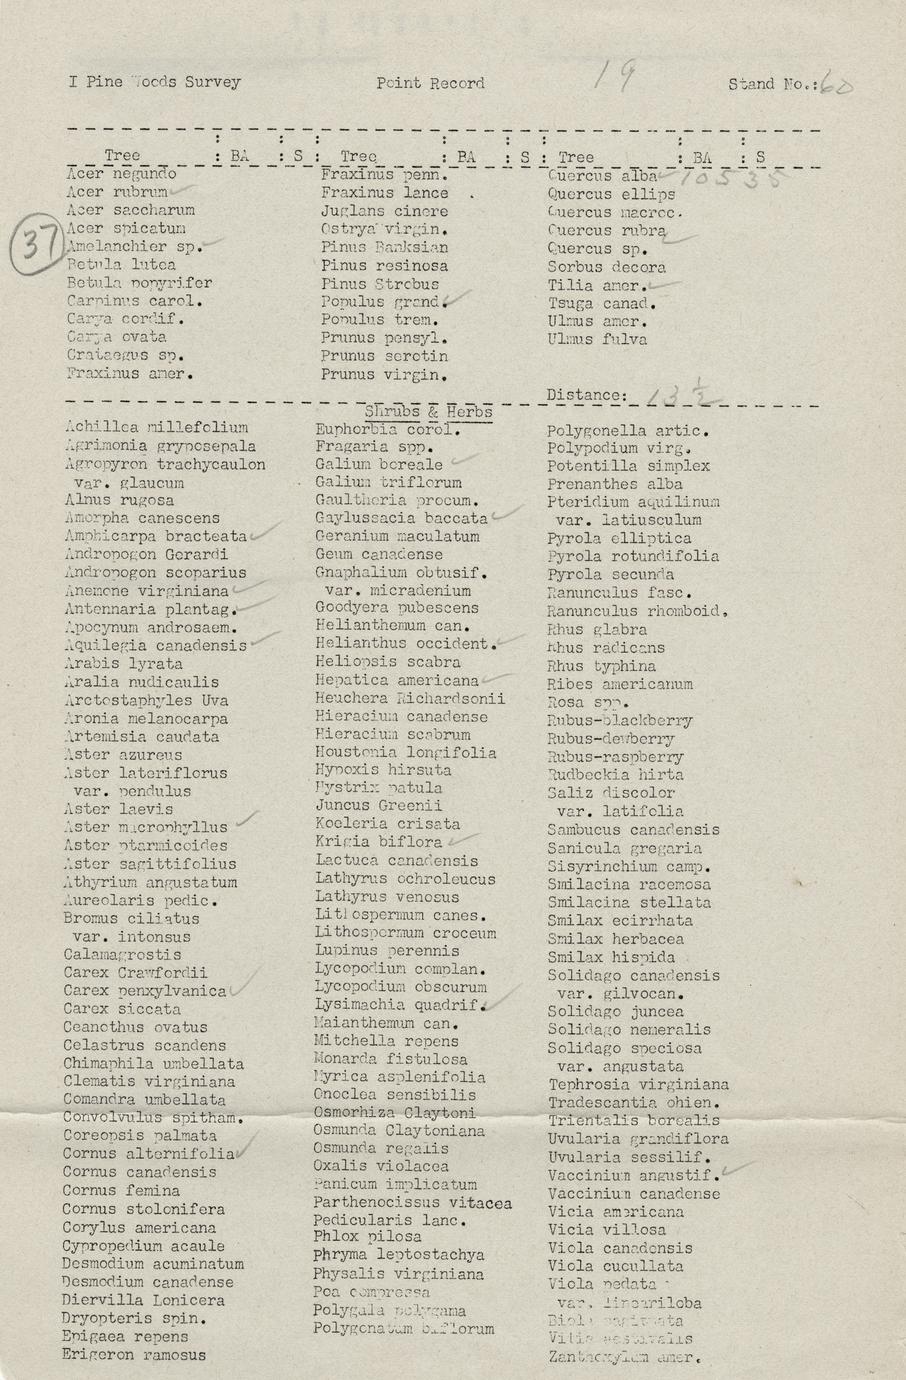 I Pine Woods Survey Point Record 19 Stand No.: 60
Tree : BA : S : Tree : BA : S : Tree : BA : S
37
Acer negundo
Acer rubrum ✓
Acer saccharum
Acer spicatum
Amelanchier sp. ✓
Betula lutea
Betula popyrifer
Carpinus carol.
Carya cordif.
Carya ovata
Crataegus sp.
Fraxinus amer.
Fraxinus penn.
Fraxinus lance .
Juglans cinere
Ostrya virgin.
Pinus Banksian
Pinus resinosa
Pinus Strobus
Populus grand. ✓
Populus trem.
Prunus pensyl.
Prunus serotin
Prunus virgin.
Quercus alba ✓ 10535
Quercus ellips
Quercus macroc.
Quercus rubra ✓
Quercus sp.
Sorbus decora
Tilia amer. ✓
Tsuga canad.
Ulmus amer.
Ulmus fulva
Distance: 13 1/2
Shrubs & Herbs
Achillea millefolium
Agrimonia gryposepala
Agropyron trachycaulon
var. glaucum
Alnus rugosa
Amorpha canescens
Amphicarpa bracteata ✓
Andropogon Gerardi
Andropogon scoparius
Anemone virginiana ✓
Antennaria plantag. ✓
Apocynum androsaem.
Aquilegia canadensis ✓
Arabis lyrata
Aralia nudicaulis
Arctostaphyles Uva
Aronia melanocarpa
Artemisia caudata
Aster azureus
Aster lateriflorus
var. pendulus
Aster laevis
Aster macrophyllus ✓
Aster ptarmicoides
Aster sagittifolius
Athyrium angustatum
Aureolaris pedic.
Bromus ciliatus
var. intonsus
Calamagrostis
Carex Crawfordii
Carex penxylvanica ✓
Carex siccata
Ceanothus ovatus
Celastrus scandens
Chimaphila umbellata
Clematis virginiana
Comandra umbellata
Convolvulus spitham.
Coreopsis palmata
Cornus alternifolia ✓
Cornus canadensis
Cornus femina
Cornus stolonifera
Corylus americana
Cypropedium acaule
Desmodium acuminatum
Desmodium canadense
Diervilla Lonicera
Dryopteris spin.
Epigaea repens
Erigeron ramosus
Euphorbia corol.
Fragaria spp.
Galium boreale ✓
Galium triflorum
Gaultheria procum.
Gaylussacia baccata ✓
Geranium maculatum
Geum canadense
Gnaphalium obtusif.
var. micradenium
Goodyera pubescens
Helianthemum can.
Helianthus occident. ✓
Heliopsis scabra
Hepatica americana ✓
Heuchera Richardsonii
Hieracium canadense
Hieracium scabrum
Houstonia longifolia
Hypoxis hirsuta
Hystrix patula
Juncus Greenii
Koeleria crisata
Krigia biflora ✓
Lactuca canadensis
Lathyrus ochroleucus
Lathyrus venosus
Lithospermum canes.
Lithospermum croceum
Lupinus perennis
Lycopodium complan.
Lycopodium obscurum
Lysimachia quadrif. ✓
Maianthemum can.
Mitchella repens
Monarda fistulosa
Myrica asplenifolia
Onoclea sensibilis
Osmorhiza Claytoni
Osmunda Claytoniana
Osmunda regalis
Oxalis violacea
Panicum implicatum
Parthenocissus vitacea
Pedicularis lanc.
Phlox pilosa
Phryma leptostachya
Physalis virginiana
Poa compressa
Polygala polygama
Polygonatum biflorum
Polygonella artic.
Polypodium virg.
Potentilla simplex
Prenanthes alba
Pteridium aquilinum
var. latiusculum
Pyrola elliptica
Pyrola rotundifolia
Pyrola secunda
Ranunculus fasc.
Ranunculus rhomboid.
Rhus glabra
Rhus radicans
Rhus typhina
Ribes americanum
Rosa spp.
Rubus-blackberry
Rubus-dewberry
Rubus-raspberry
Rudbeckia hirta
Saliz discolor
var. latifolia
Sambucus canadensis
Sanicula gregaria
Sisyrinchium camp.
Smilacina racemosa
Smilacina stellata
Smilax ecirrhata
Smilax herbacea
Smilax hispida
Solidago canadensis
var. gilvocan.
Solidago juncea
Solidago nemeralis
Solidago speciosa
var. angustata
Tephrosia virginiana
Tradescantia ohien.
Trientalis borealis
Uvularia grandiflora
Uvularia sessilif.
Vaccinium angustif. ✓
Vaccinium canadense
Vicia americana
Vicia villosa
Viola canadensis
Viola cucullata
Viola pedata
var. lineariloba
Biola sagittata
Vitis aestivalis
Zanthoxylum amer.